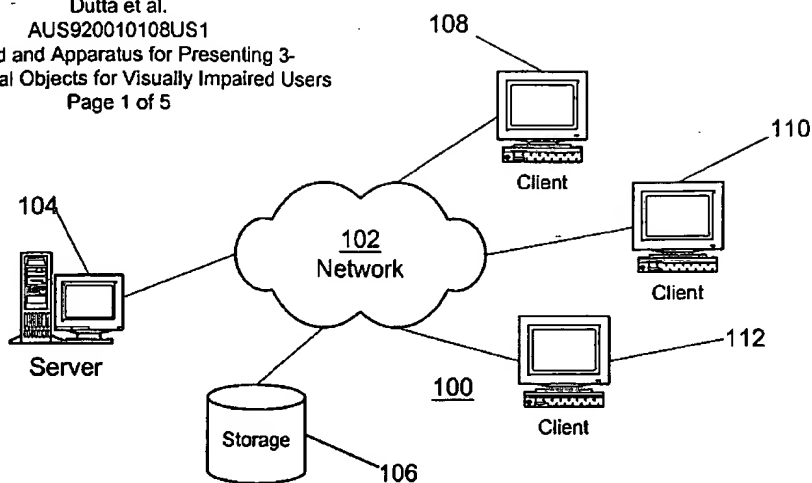 Dutta et al.
AUS920010108US1
d and Apparatus for Presenting 3-
al Objects for Visually Impaired Users
Page 1 of 5
108
110
Client
104
102
Network
Client
Server
112
100
Client
Storage
106